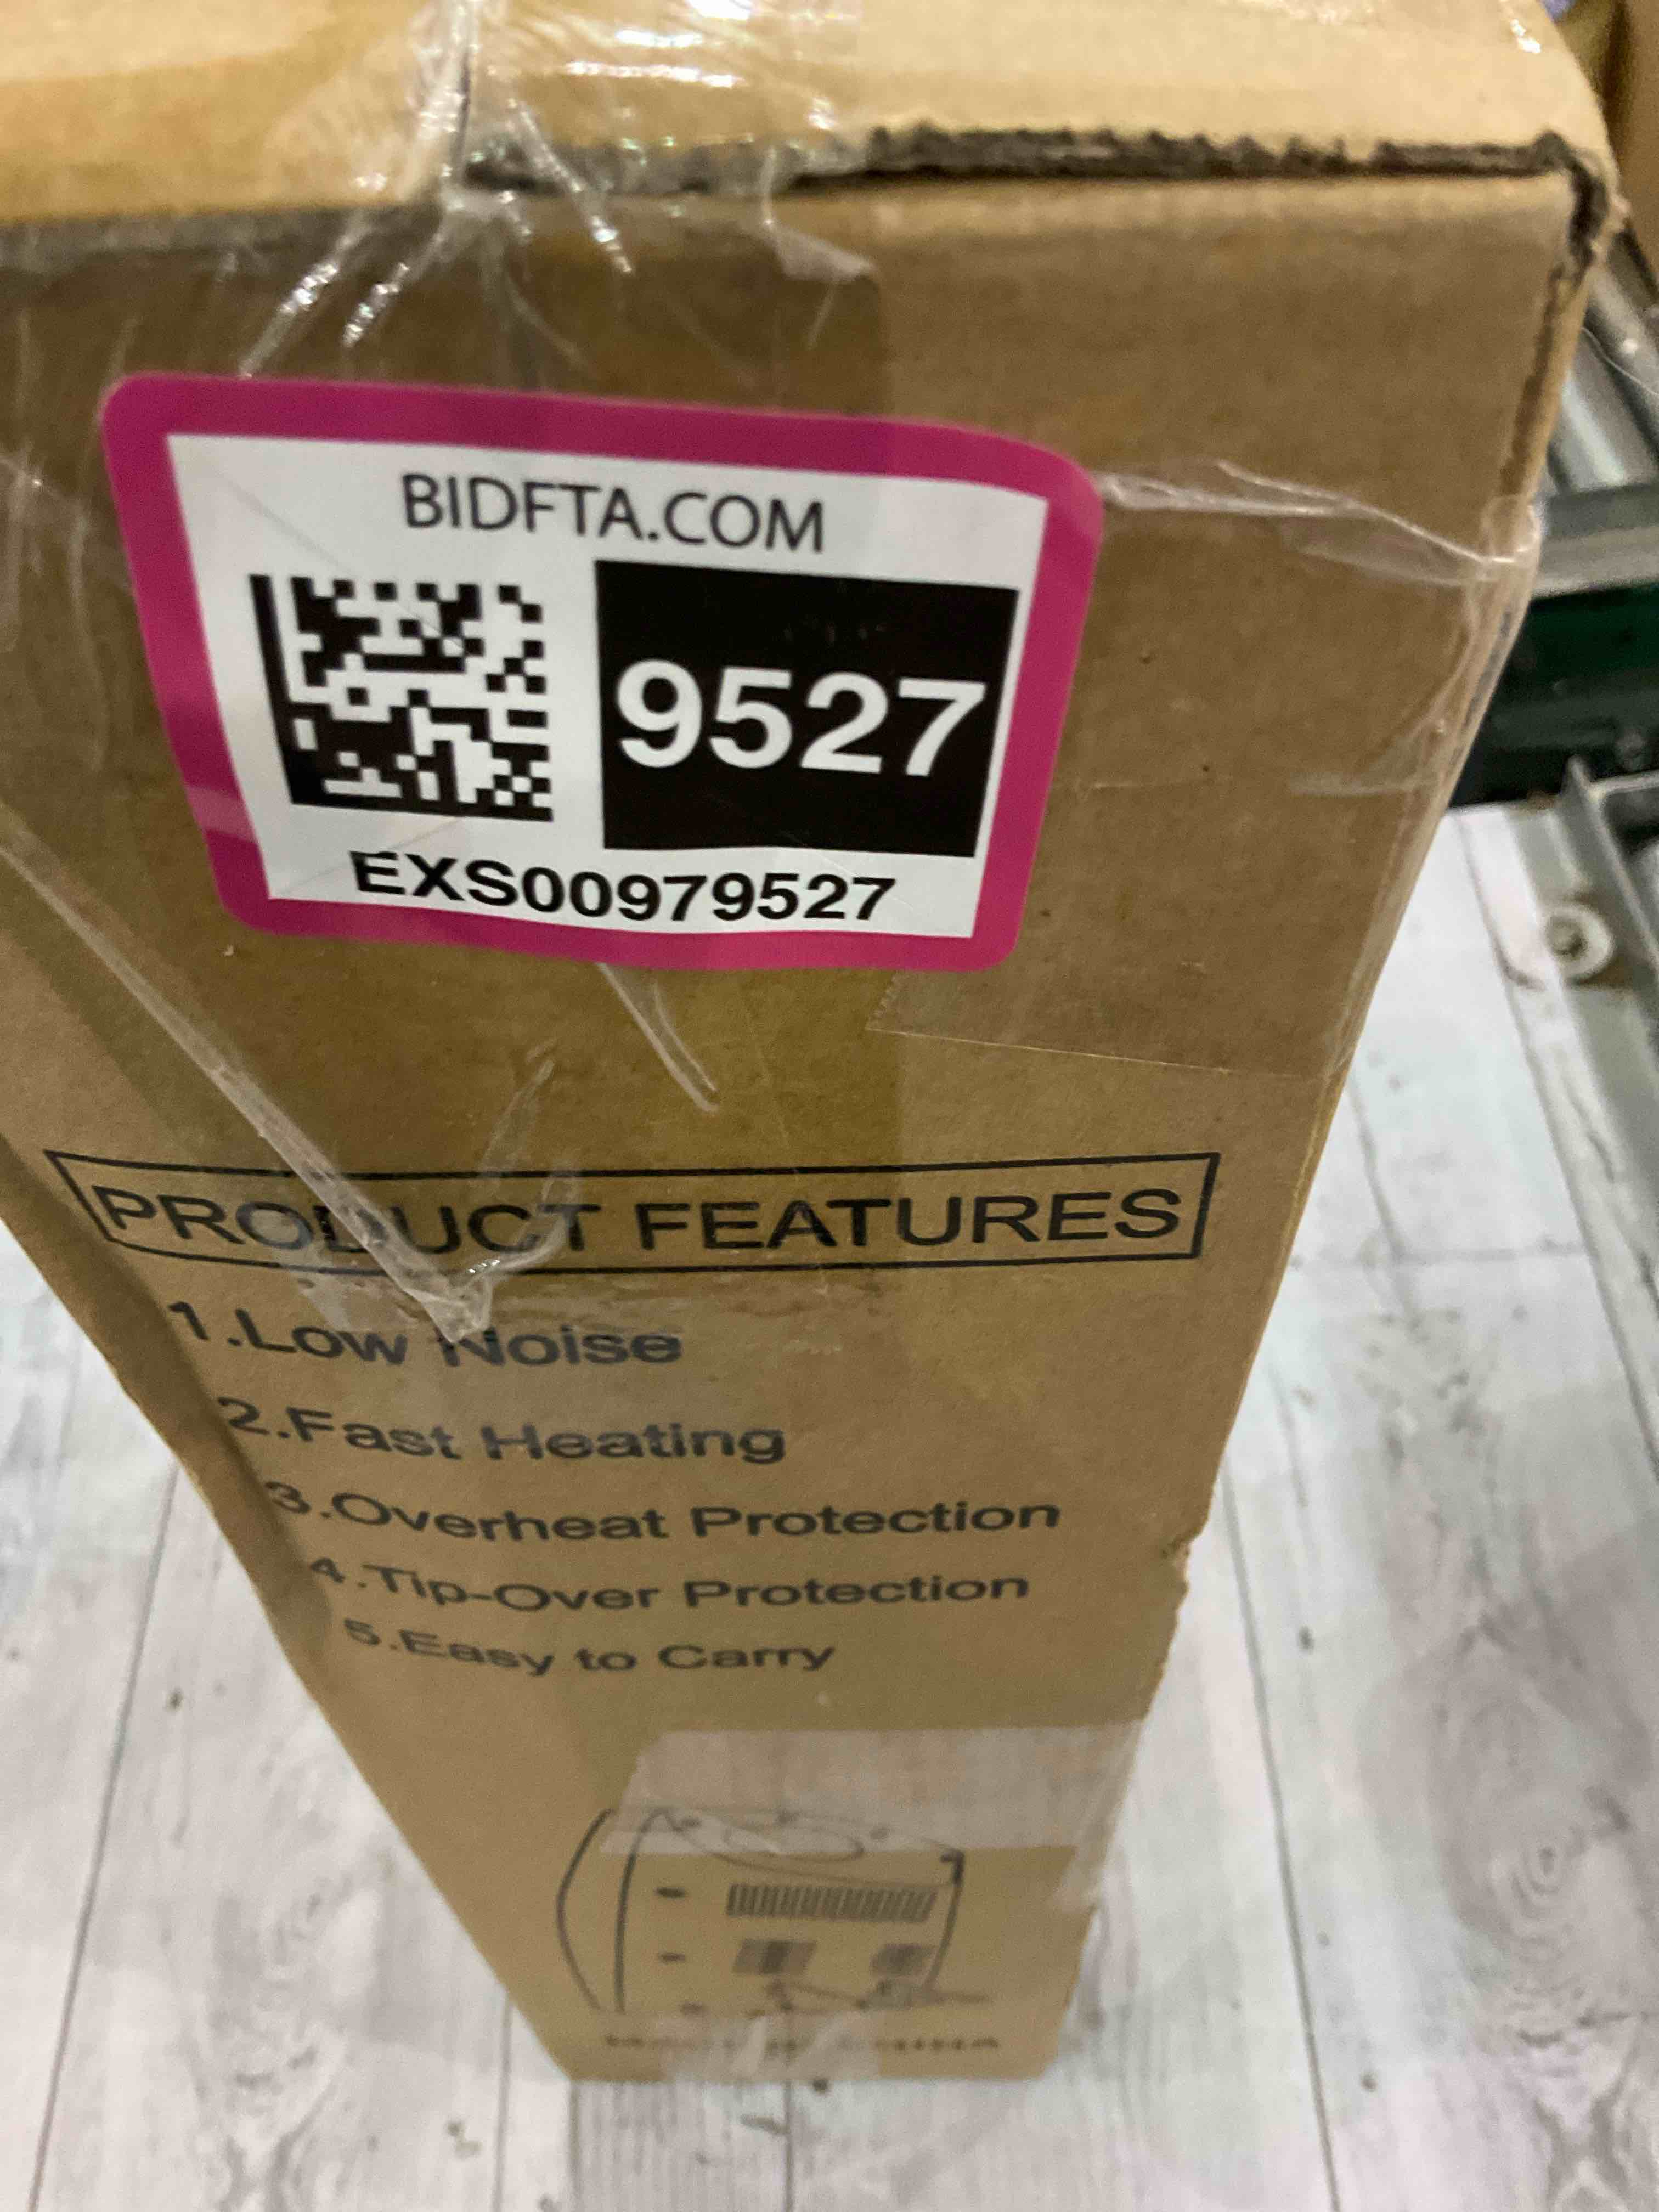 BIDFTA.COM
9527
EXS00979527
PRODUCT FEATURES
1.Low Noise
2.Fast Heating
3.Overheat Protection
4.Tip-Over Protection
5.Easy to Carry